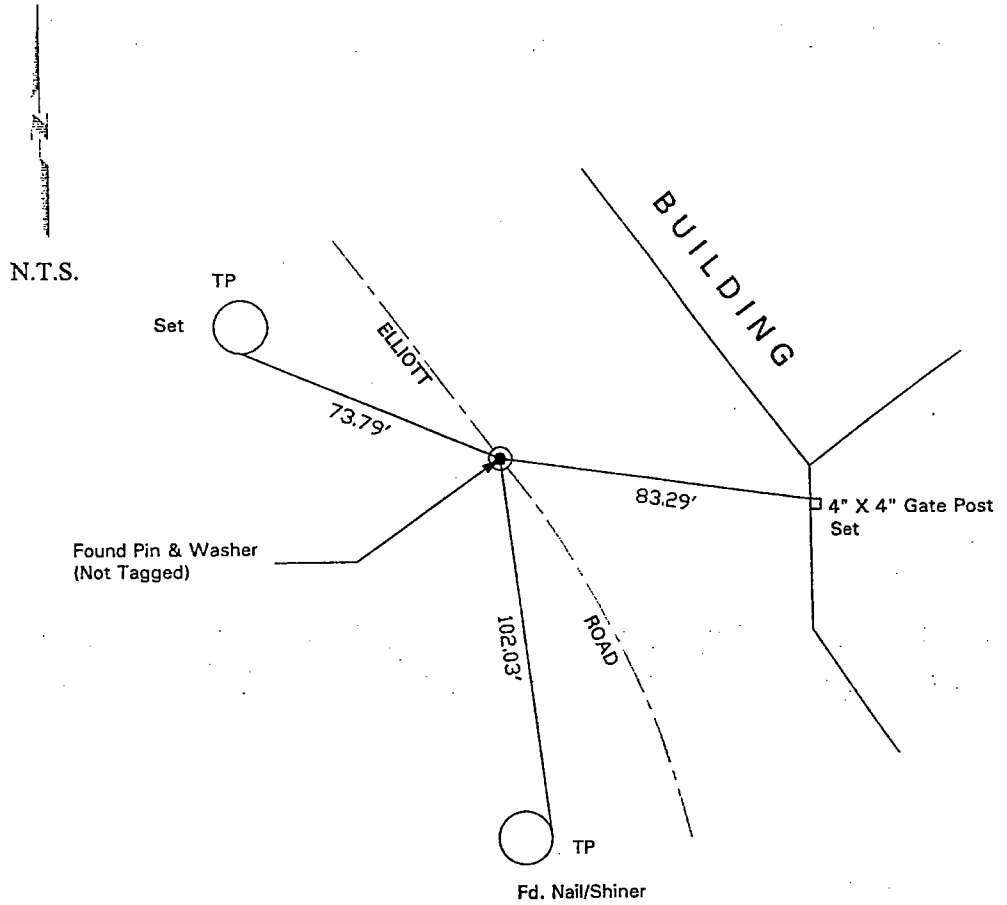 N.T.S.
BUILDING
TP
Set
ELLIOTT
73.79'
83.29'
4" X 4" Gate Post
Set
Found Pin & Washer
(Not Tagged)
ROAD
102.03'
TP
Fd. Nail/Shiner